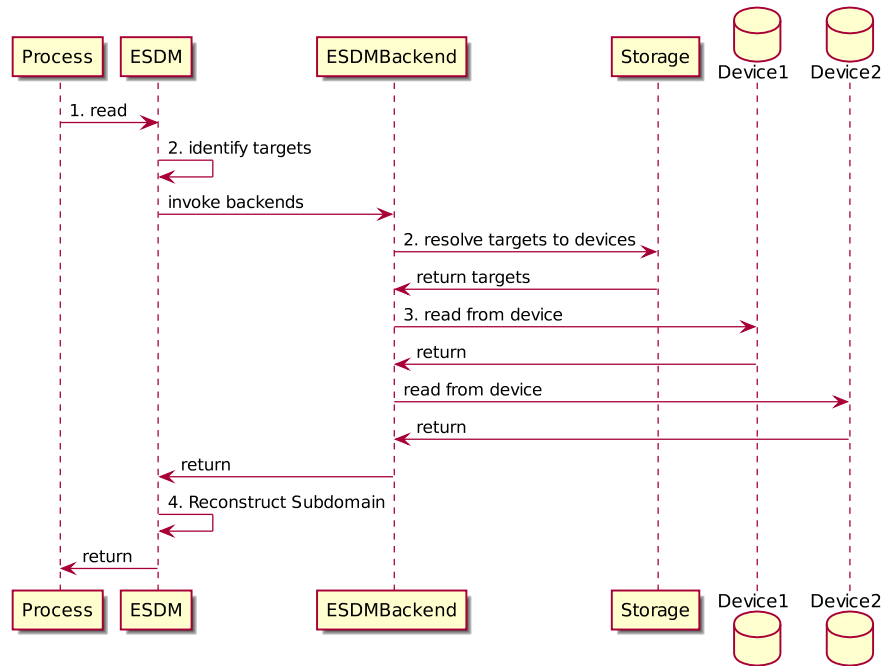 Process ESDM ESDMBackend Storage Device1 Device2
1. read
2. identify targets
invoke backends
2. resolve targets to devices
return targets
3. read from device
return
read from device
return
return
4. Reconstruct Subdomain
return
Process ESDM ESDMBackend Storage Device1 Device2